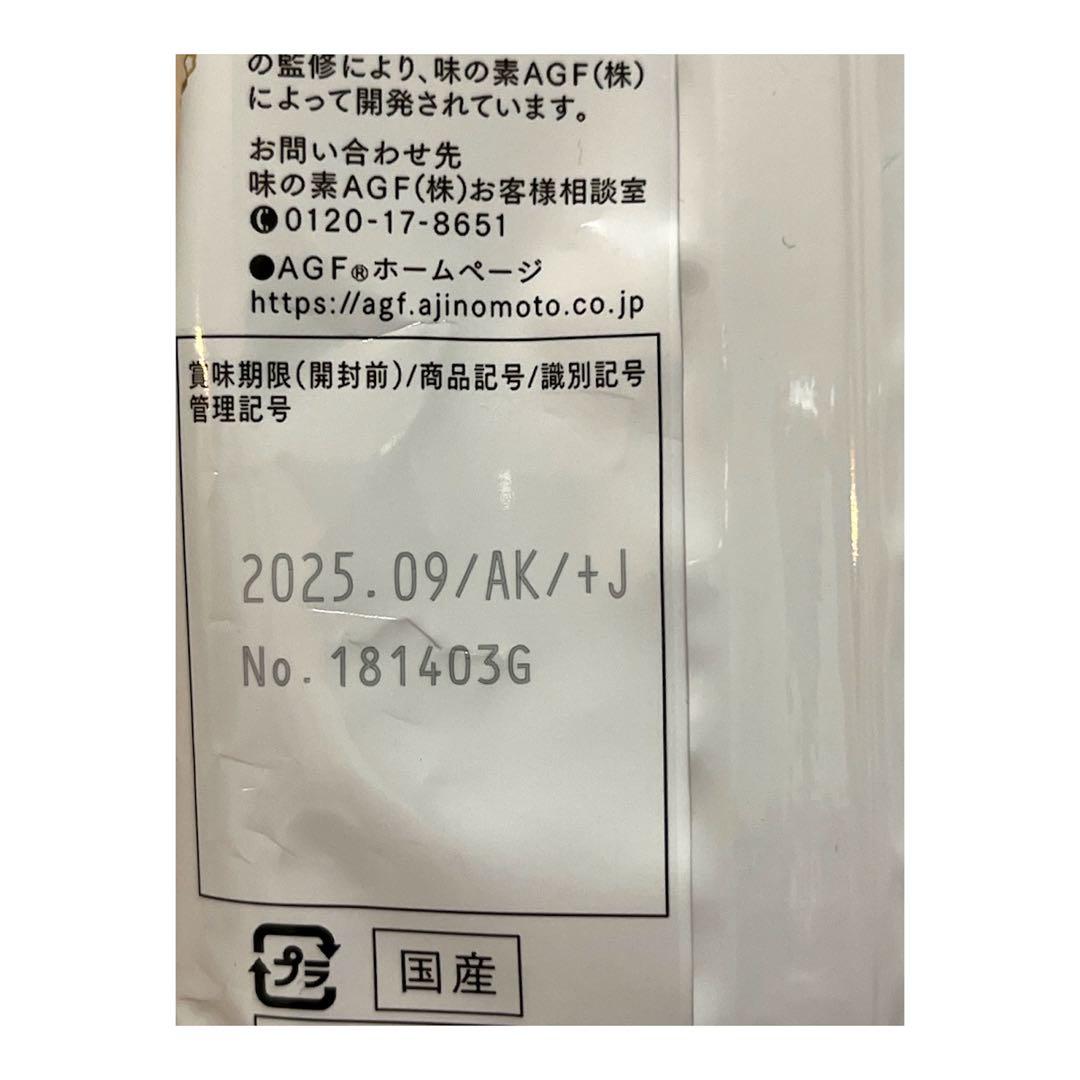 の監修により、味の素AGF(株)
によって開発されています。
お問い合わせ先
味の素AGF(株)お客様相談室
0120-17-8651
●AGF®ホームページ
https://agf.ajinomoto.co.jp
賞味期限(開封前)/商品記号/識別記号
管理記号
2025.09/AK/+J
No.181403G
プラ
国産